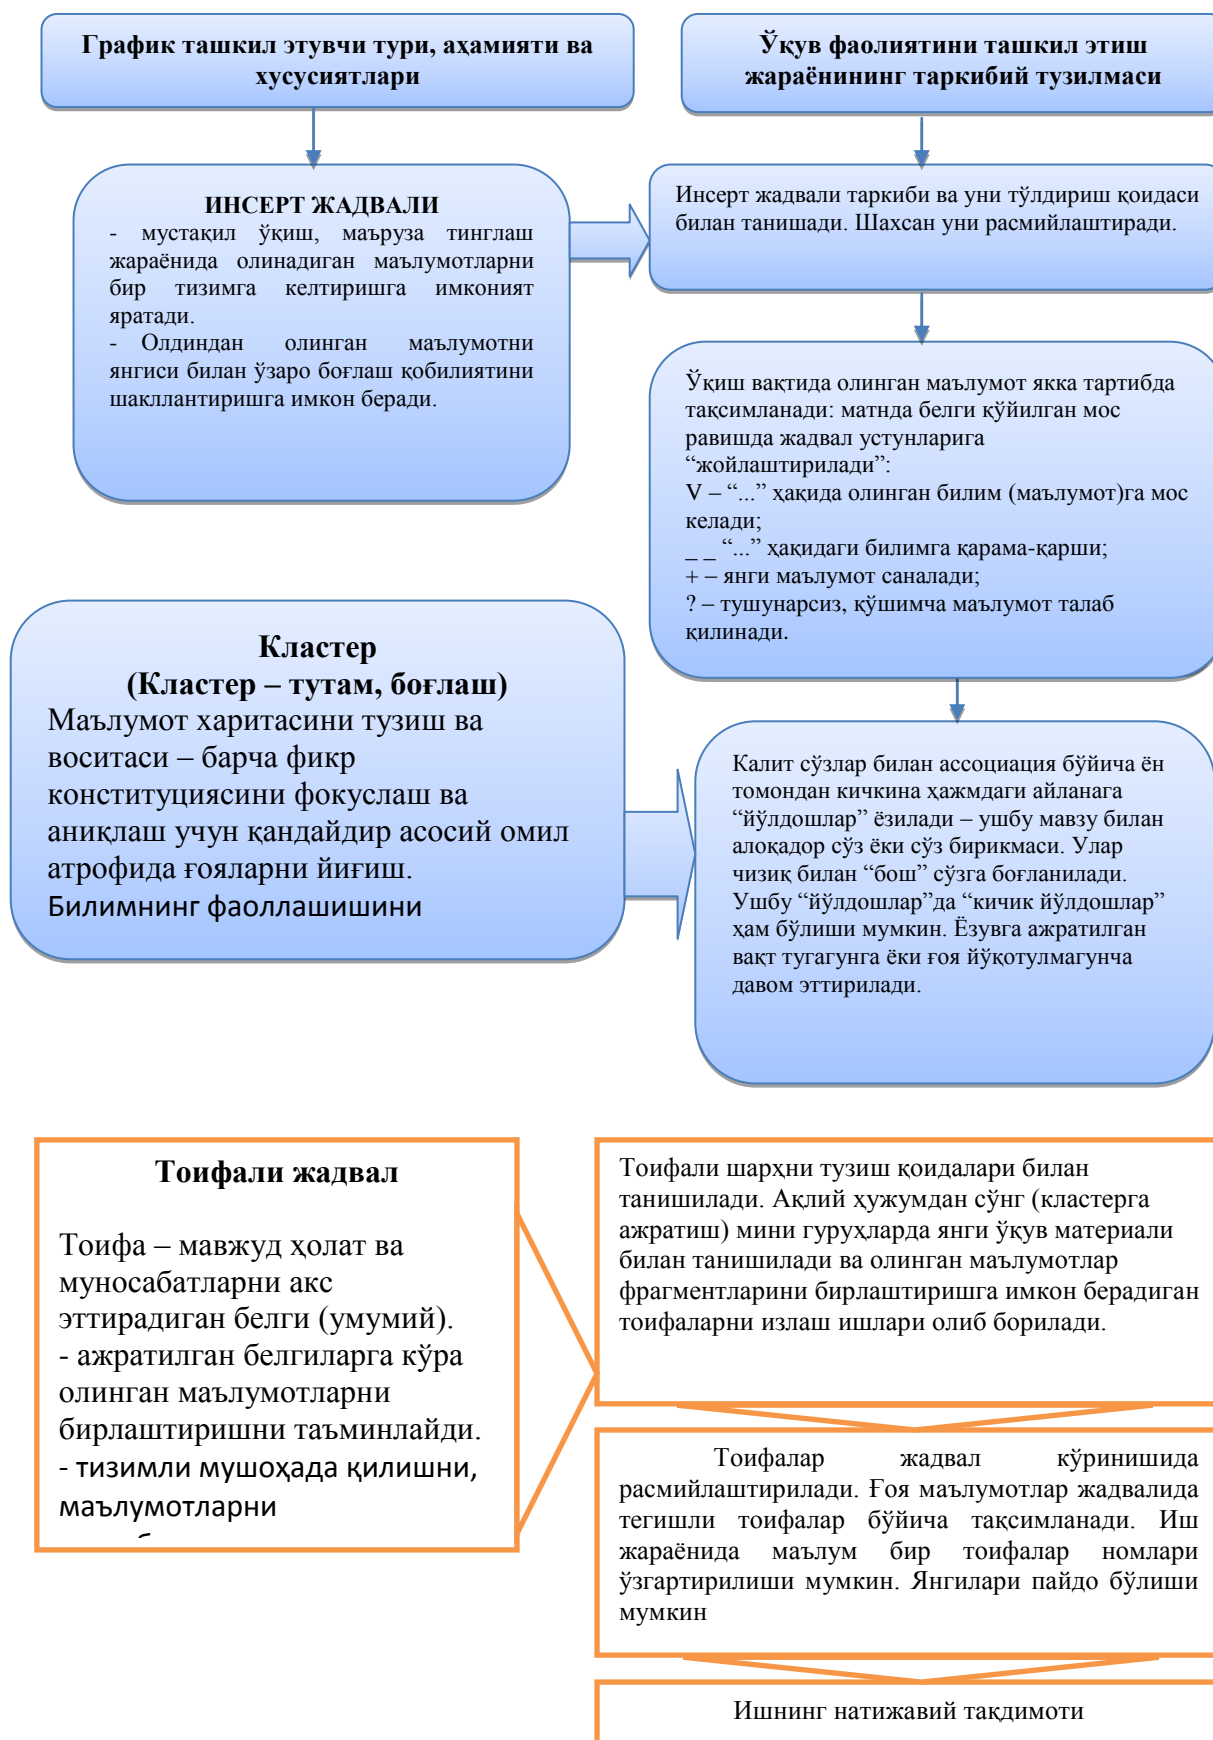 График ташкил этувчи тури, аҳамияти ва
хусусиятлари
Ўқув фаолиятини ташкил этиш
жараёнининг таркибий тузилмаси
ИНСЕРТ ЖАДВАЛИ
- мустақил ўқиш, маъруза тинглаш
жараёнида олинадиган маълумотларни
бир тизимга келтиришга имконият
яратади.
- Олдиндан олинган маълумотни
янгиси билан ўзаро боғлаш қобилиятини
шакллантиришга имкон беради.
Инсерт жадвали таркиби ва уни тўлдириш қоидаси
билан танишади. Шахсан уни расмийлаштиради.
Ўқиш вақтида олинган маълумот якка тартибда
тақсимланади: матнда белги қўйилган мос
равишда жадвал устунларига
“жойлаштирилади”:
V – “...” ҳақида олинган билим (маълумот)га мос
келади;
_ _ “...” ҳақидаги билимга қарама-қарши;
+ – янги маълумот саналади;
? – тушунарсиз, қўшимча маълумот талаб
қилинади.
Кластер
(Кластер – тутам, боғлаш)
Маълумот харитасини тузиш ва
воситаси – барча фикр
конституциясини фокуслаш ва
аниқлаш учун қандайдир асосий омил
атрофида ғояларни йиғиш.
Билимнинг фаоллашишини
Калит сўзлар билан ассоциация бўйича ён
томондан кичкина ҳажмдаги айланага
“йўлдошлар” ёзилади – ушбу мавзу билан
алоқадор сўз ёки сўз бирикмаси. Улар
чизиқ билан “бош” сўзга боғланилади.
Ушбу “йўлдошлар”да “кичик йўлдошлар”
ҳам бўлиши мумкин. Ёзувга ажратилган
вақт тугагунга ёки ғоя йўқотулмагунча
давом эттирилади.
Тоифали жадвал
Тоифа – мавжуд ҳолат ва
муносабатларни акс
эттирадиган белги (умумий).
- ажратилган белгиларга кўра
олинган маълумотларни
бирлаштиришни таъминлайди.
- тизимли мушоҳада қилишни,
маълумотларни
Тоифали шарҳни тузиш қоидалари билан
танишилади. Ақлий ҳужумдан сўнг (кластерга
ажратиш) мини гуруҳларда янги ўқув материали
билан танишилади ва олинган маълумотлар
фрагментларини бирлаштиришга имкон берадиган
тоифаларни излаш ишлари олиб борилади.
Тоифалар жадвал кўринишида
расмийлаштирилади. Ғоя маълумотлар жадвалида
тегишли тоифалар бўйича тақсимланади. Иш
жараёнида маълум бир тоифалар номлари
ўзгартирилиши мумкин. Янгилари пайдо бўлиши
мумкин
Ишнинг натижавий тақдимоти